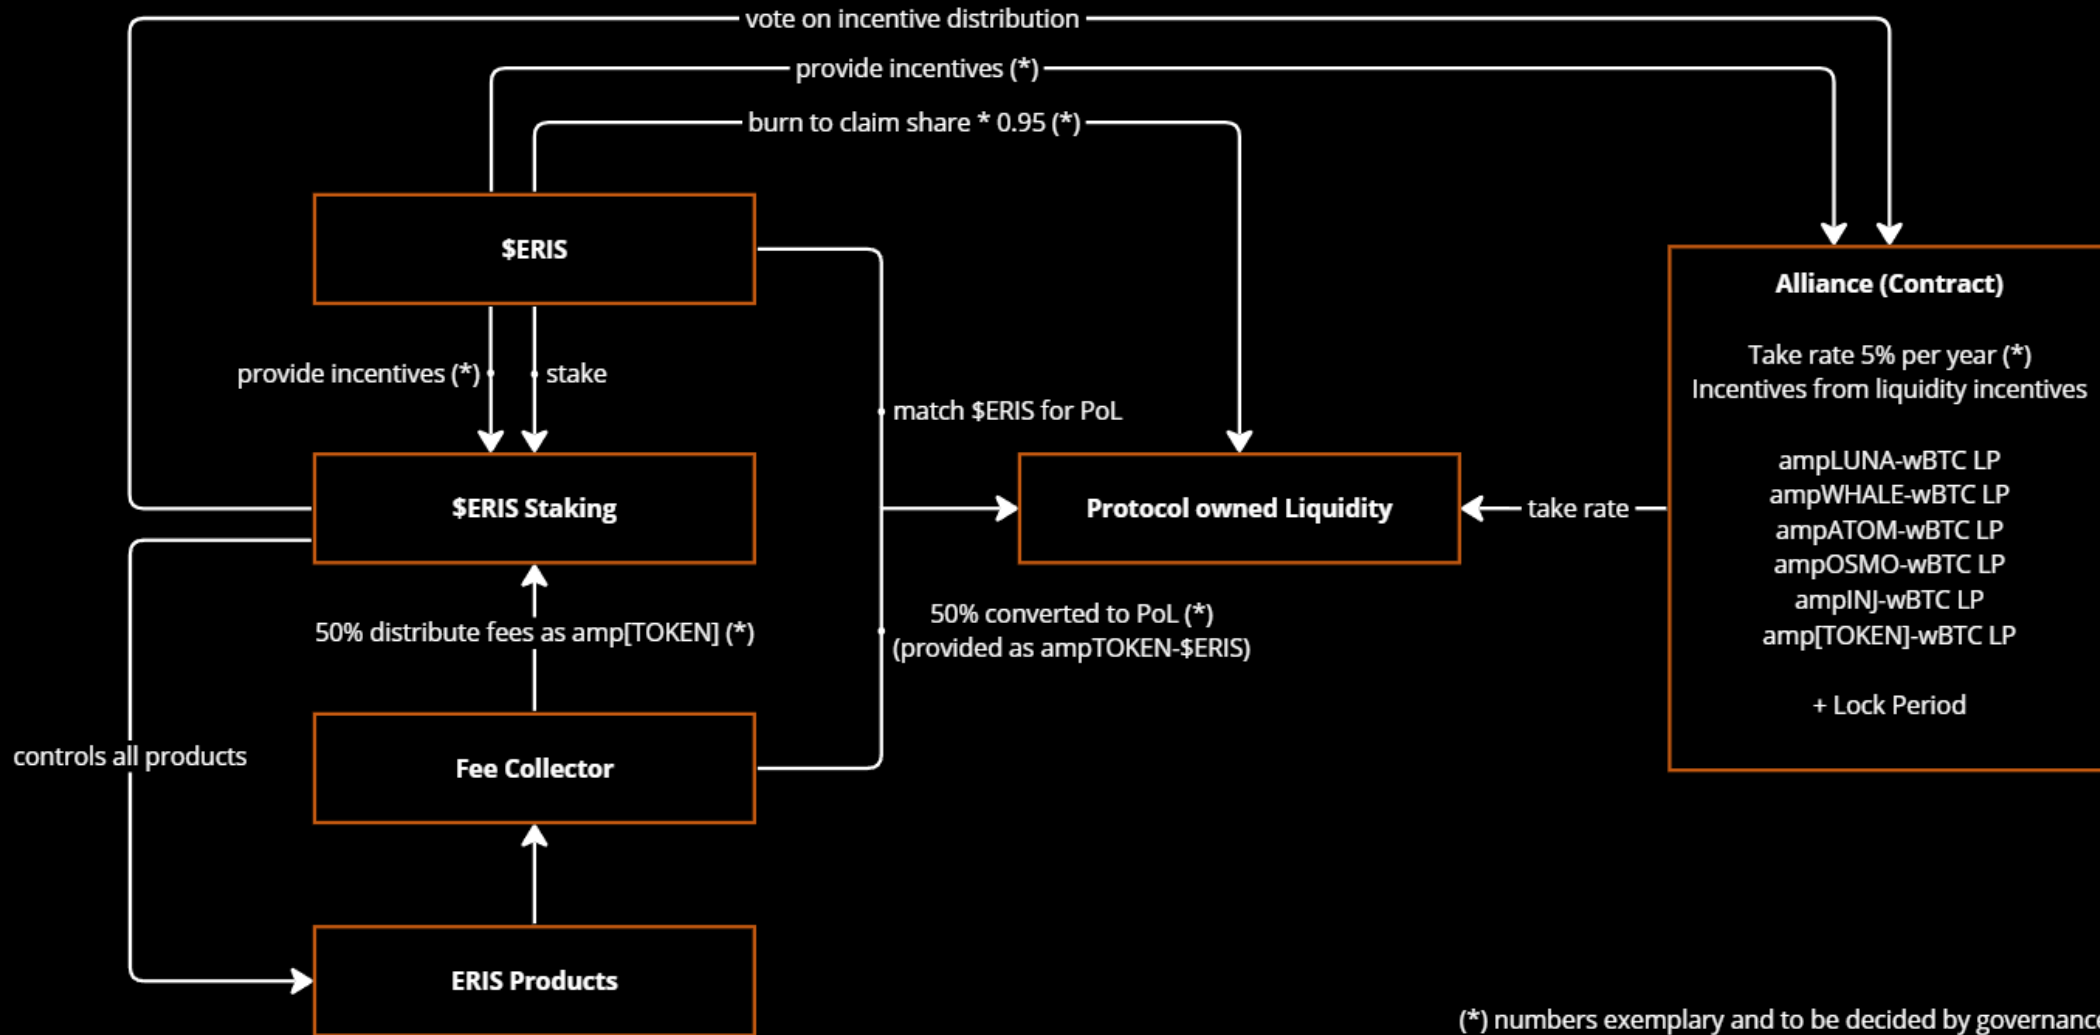 vote on incentive distribution
provide incentives (*)
burn to claim share * 0.95 (*)
$ERIS
provide incentives (*)
stake
match $ERIS for PoL
$ERIS Staking
Protocol owned Liquidity
take rate
Alliance (Contract)
Take rate 5% per year (*)
Incentives from liquidity incentives
ampLUNA-wBTC LP
ampWHALE-wBTC LP
ampATOM-wBTC LP
ampOSMO-wBTC LP
ampINJ-wBTC LP
amp[TOKEN]-wBTC LP
+ Lock Period
50% distribute fees as amp[TOKEN] (*)
50% converted to PoL (*)
(provided as ampTOKEN-$ERIS)
controls all products
Fee Collector
ERIS Products
(*) numbers exemplary and to be decided by governance